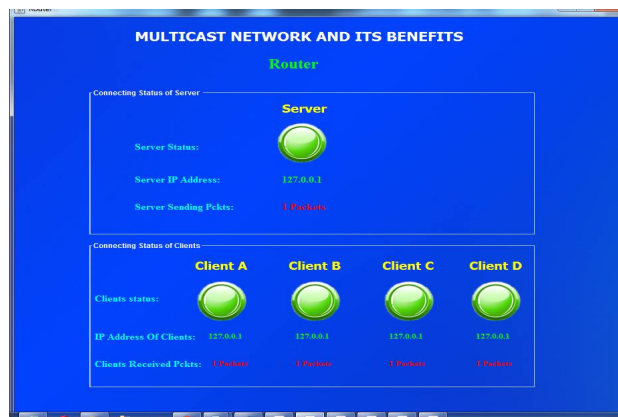 Router
MULTICAST NETWORK AND ITS BENEFITS
Router
Connecting Status of Server
Server
Server Status:
Server IP Address: 127.0.0.1
Server Sending Pckts: 1 Packets
Connecting Status of Clients
Client A Client B Client C Client D
Clients status:
IP Address Of Clients: 127.0.0.1 127.0.0.1 127.0.0.1 127.0.0.1
Clients Received Pckts: 1 Packets 1 Packets 1 Packets 1 Packets